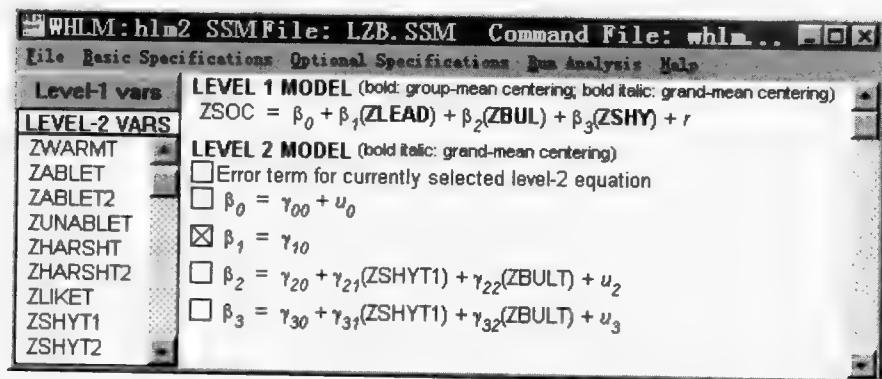 WHLM: hlm2 SSMFile: LZB.SSM Command File: whlm...
File Basic Specifications Optional Specifications Run Analysis Help
Level-1 vars
LEVEL-2 VARS
ZWARMT
ZABLET
ZABLET2
ZUNABLET
ZHARSHT
ZHARSHT2
ZLIKET
ZSHYT1
ZSHYT2
LEVEL 1 MODEL (bold: group-mean centering; bold italic: grand-mean centering)
ZSOC = β0 + β1(ZLEAD) + β2(ZBUL) + β3(ZSHY) + r
LEVEL 2 MODEL (bold italic: grand-mean centering)
Error term for currently selected level-2 equation
β0 = γ00 + u0
β1 = γ10
β2 = γ20 + γ21(ZSHYT1) + γ22(ZBULT) + u2
β3 = γ30 + γ31(ZSHYT1) + γ32(ZBULT) + u3